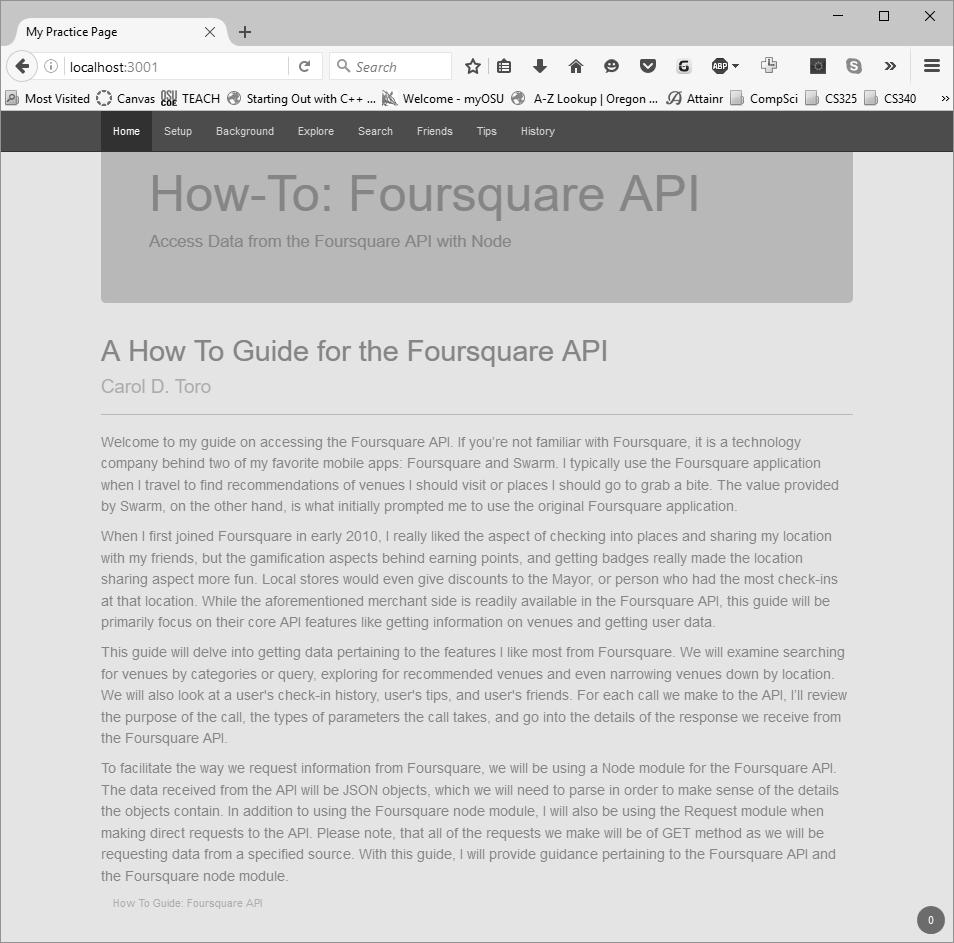 My Practice Page
localhost:3001
Search
ABP
G
S
Most Visited Canvas OSU COE TEACH Starting Out with C++ ... Welcome - myOSU A-Z Lookup | Oregon ... Attainr CompSci CS325 CS340
Home Setup Background Explore Search Friends Tips History
How-To: Foursquare API
Access Data from the Foursquare API with Node
A How To Guide for the Foursquare API
Carol D. Toro
Welcome to my guide on accessing the Foursquare API. If you're not familiar with Foursquare, it is a technology
company behind two of my favorite mobile apps: Foursquare and Swarm. I typically use the Foursquare application
when I travel to find recommendations of venues I should visit or places I should go to grab a bite. The value provided
by Swarm, on the other hand, is what initially prompted me to use the original Foursquare application.
When I first joined Foursquare in early 2010, I really liked the aspect of checking into places and sharing my location
with my friends, but the gamification aspects behind earning points, and getting badges really made the location
sharing aspect more fun. Local stores would even give discounts to the Mayor, or person who had the most check-ins
at that location. While the aforementioned merchant side is readily available in the Foursquare API, this guide will be
primarily focus on their core API features like getting information on venues and getting user data.
This guide will delve into getting data pertaining to the features I like most from Foursquare. We will examine searching
for venues by categories or query, exploring for recommended venues and even narrowing venues down by location.
We will also look at a user's check-in history, user's tips, and user's friends. For each call we make to the API, I'll review
the purpose of the call, the types of parameters the call takes, and go into the details of the response we receive from
the Foursquare API.
To facilitate the way we request information from Foursquare, we will be using a Node module for the Foursquare API.
The data received from the API will be JSON objects, which we will need to parse in order to make sense of the details
the objects contain. In addition to using the Foursquare node module, I will also be using the Request module when
making direct requests to the API. Please note, that all of the requests we make will be of GET method as we will be
requesting data from a specified source. With this guide, I will provide guidance pertaining to the Foursquare API and
the Foursquare node module.
How To Guide: Foursquare API
0